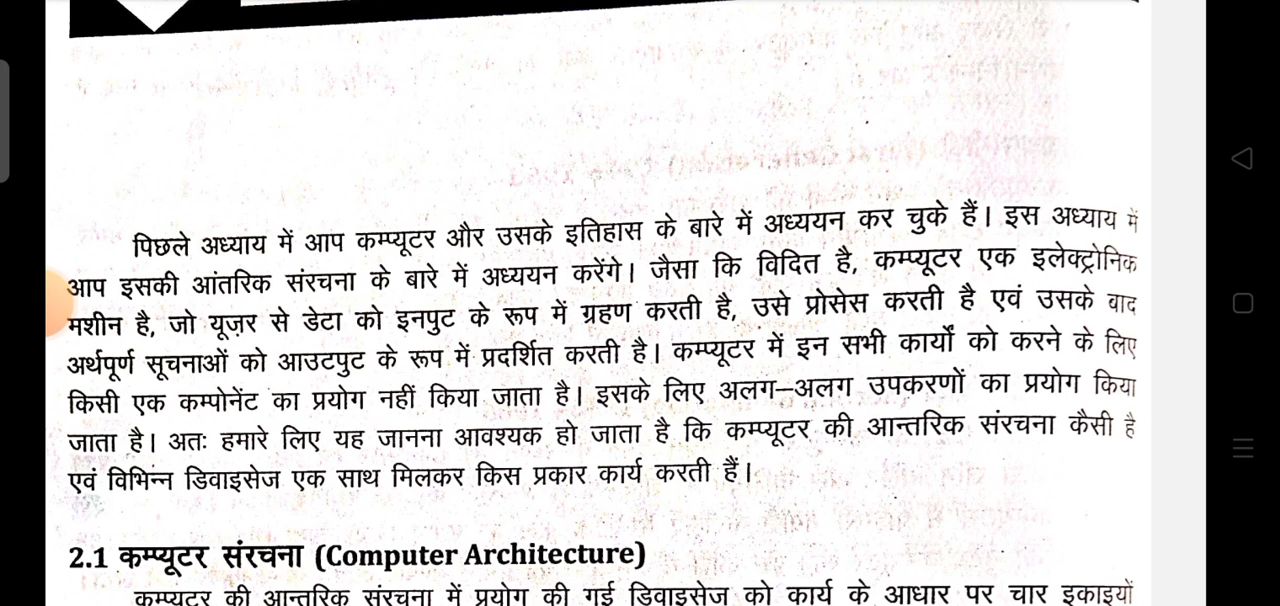 पिछले अध्याय में आप कम्प्यूटर और उसके इतिहास के बारे में अध्ययन कर चुके हैं। इस अध्याय में
आप इसकी आंतरिक संरचना के बारे में अध्ययन करेंगे। जैसा कि विदित है, कम्प्यूटर एक इलेक्ट्रोनिक
मशीन है, जो यूज़र से डेटा को इनपुट के रूप में ग्रहण करती है, उसे प्रोसेस करती है एवं उसके बाद
अर्थपूर्ण सूचनाओं को आउटपुट के रूप में प्रदर्शित करती है। कम्प्यूटर में इन सभी कार्यों को करने के लिए
किसी एक कम्पोनेंट का प्रयोग नहीं किया जाता है। इसके लिए अलग–अलग उपकरणों का प्रयोग किया
जाता है। अतः हमारे लिए यह जानना आवश्यक हो जाता है कि कम्प्यूटर की आन्तरिक संरचना कैसी है
एवं विभिन्न डिवाइसेज एक साथ मिलकर किस प्रकार कार्य करती हैं।
2.1 कम्प्यूटर संरचना (Computer Architecture)
कम्प्यूटर की आन्तरिक संरचना में प्रयोग की गई डिवाइसेज को कार्य के आधार पर चार इकाइयों